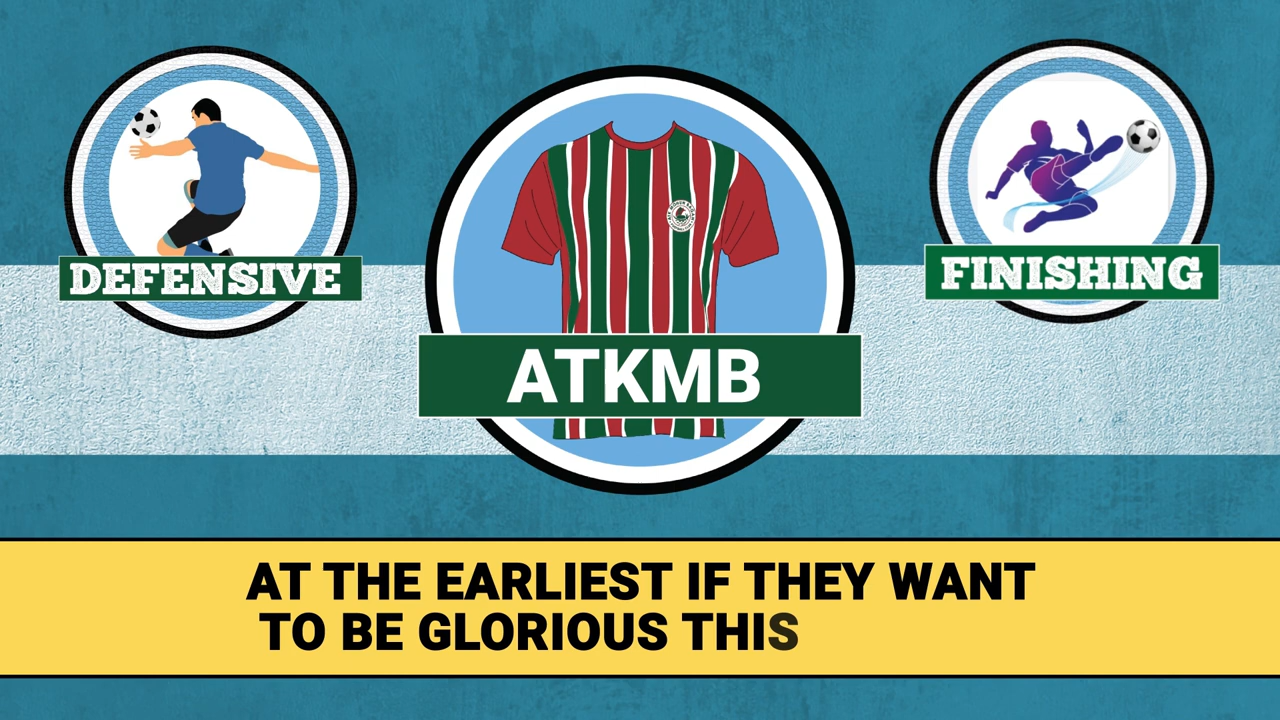 DEFENSIVE
FINISHING
ATKMB
AT THE EARLIEST IF THEY WANT
TO BE GLORIOUS THIS